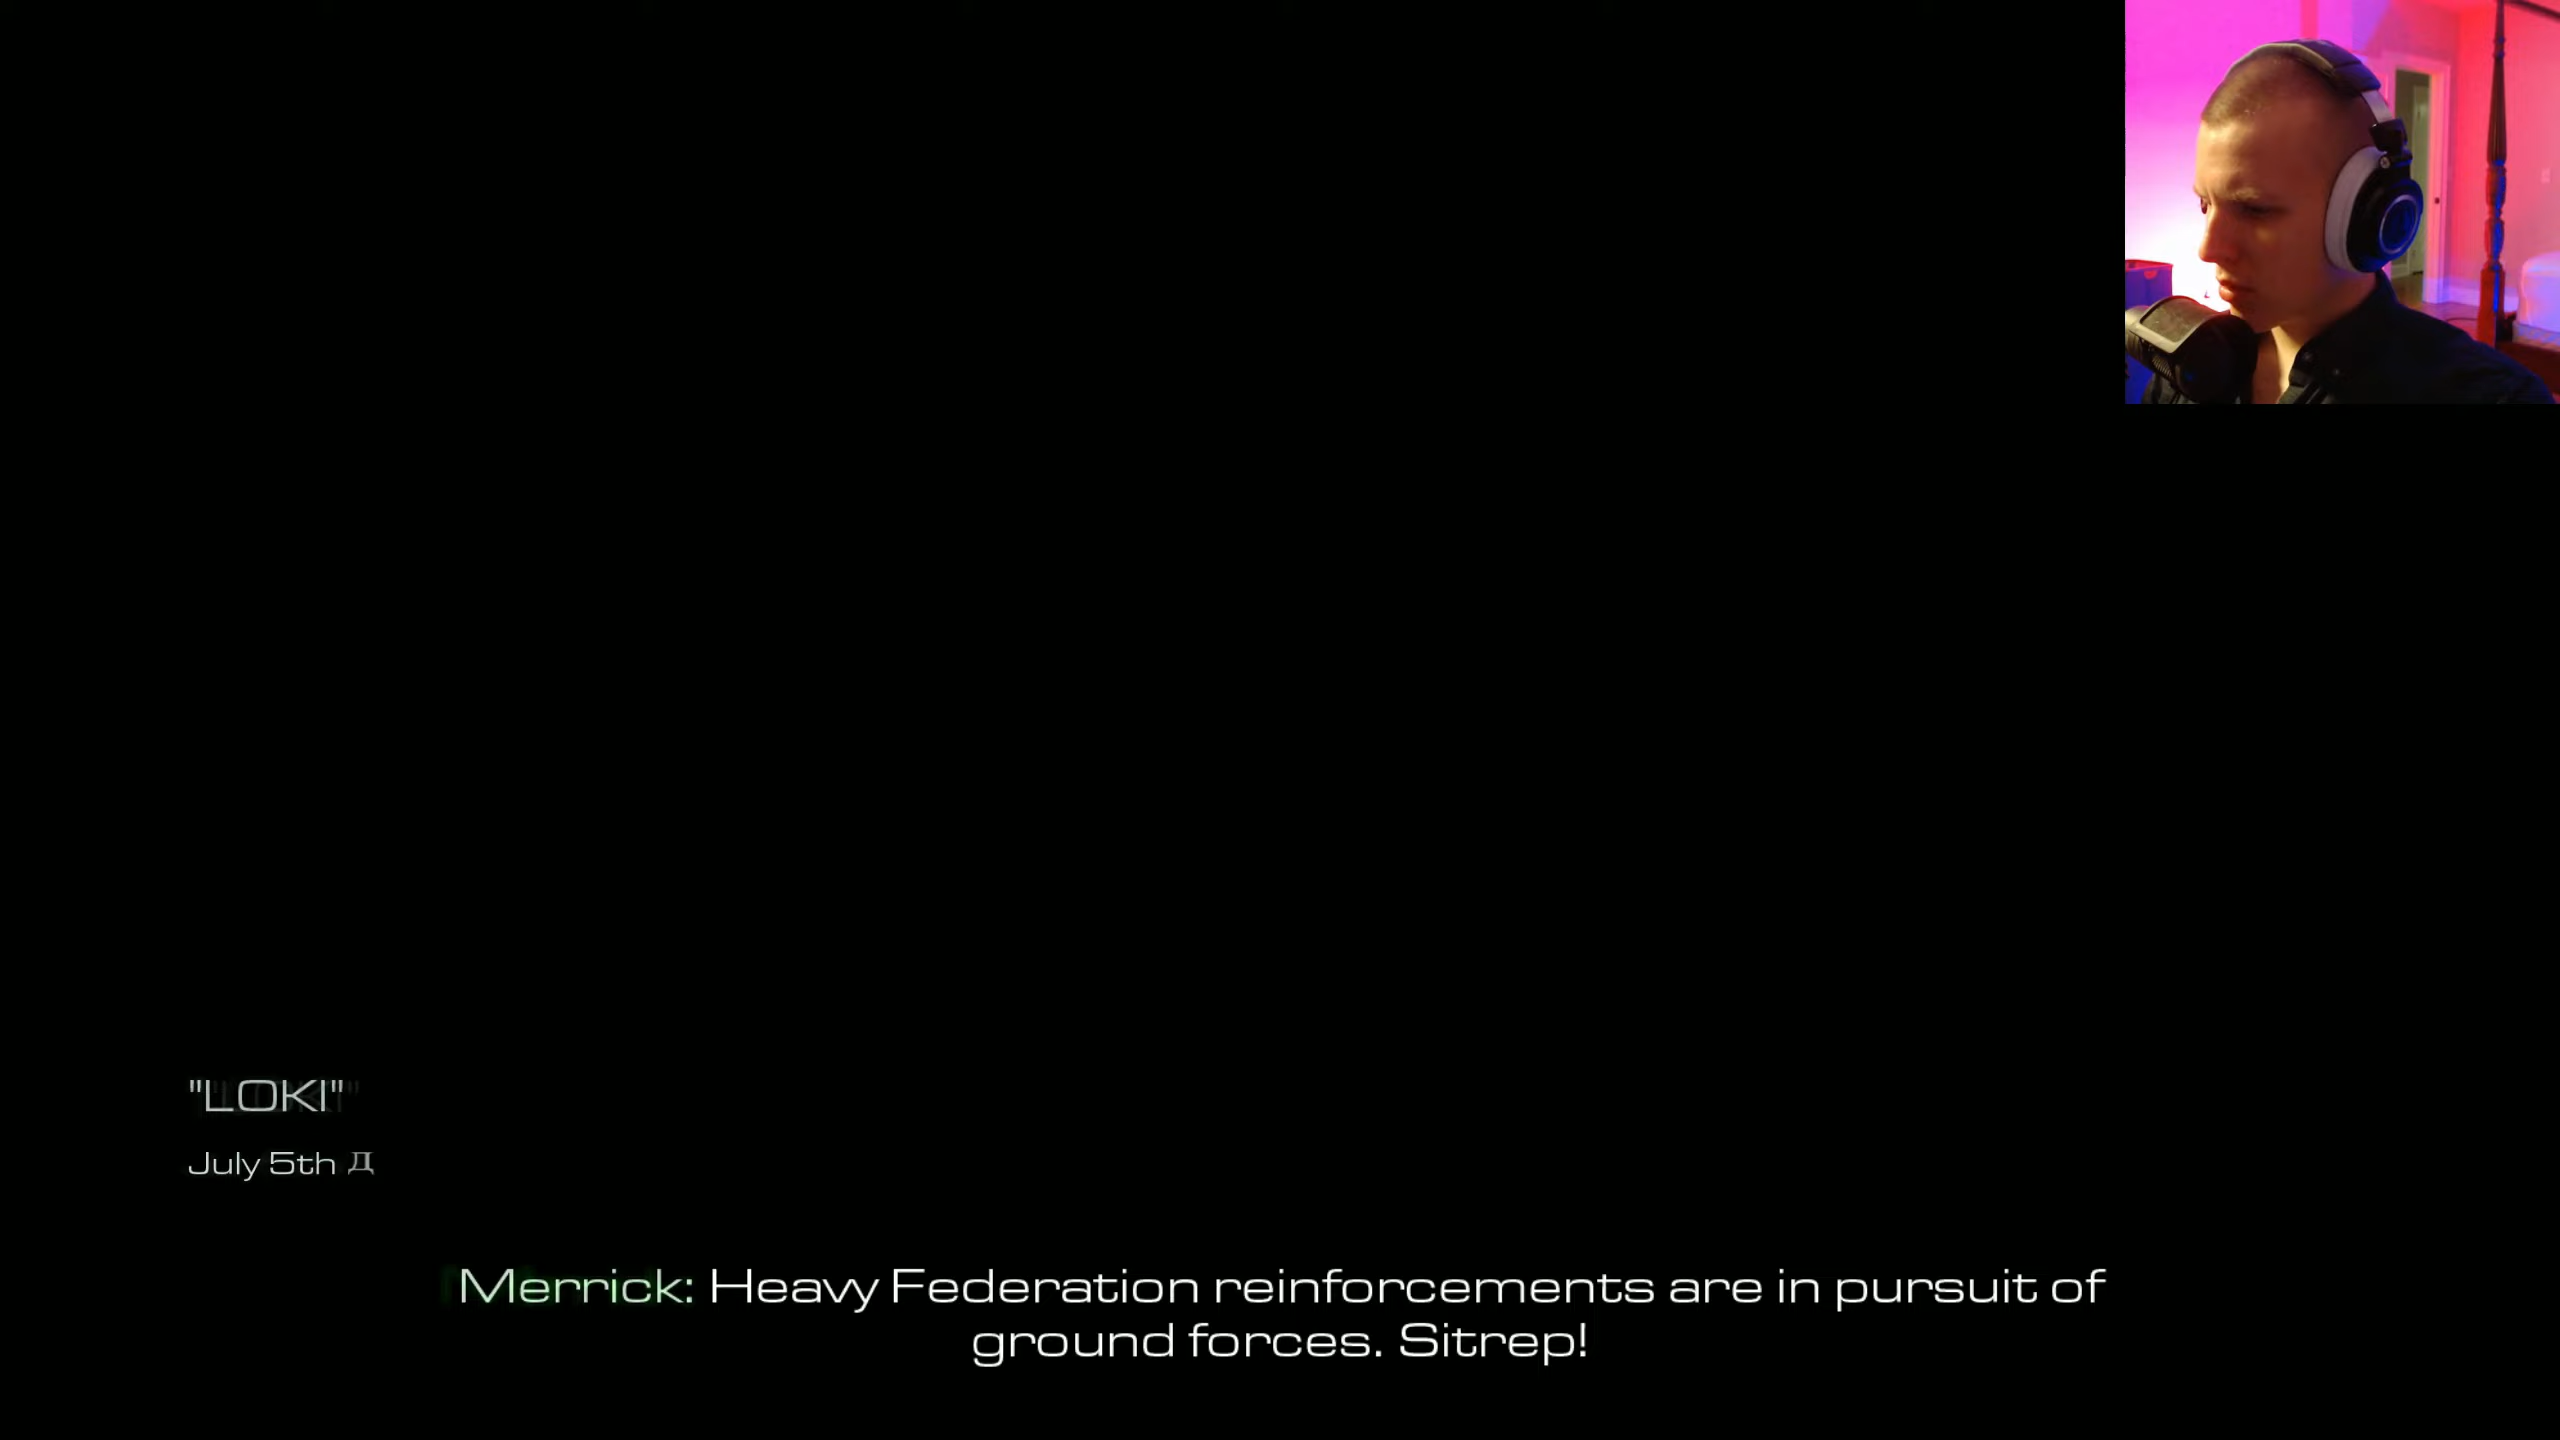 "LOKI"
July 5th Д
Merrick: Heavy Federation reinforcements are in pursuit of
ground forces. Sitrep!